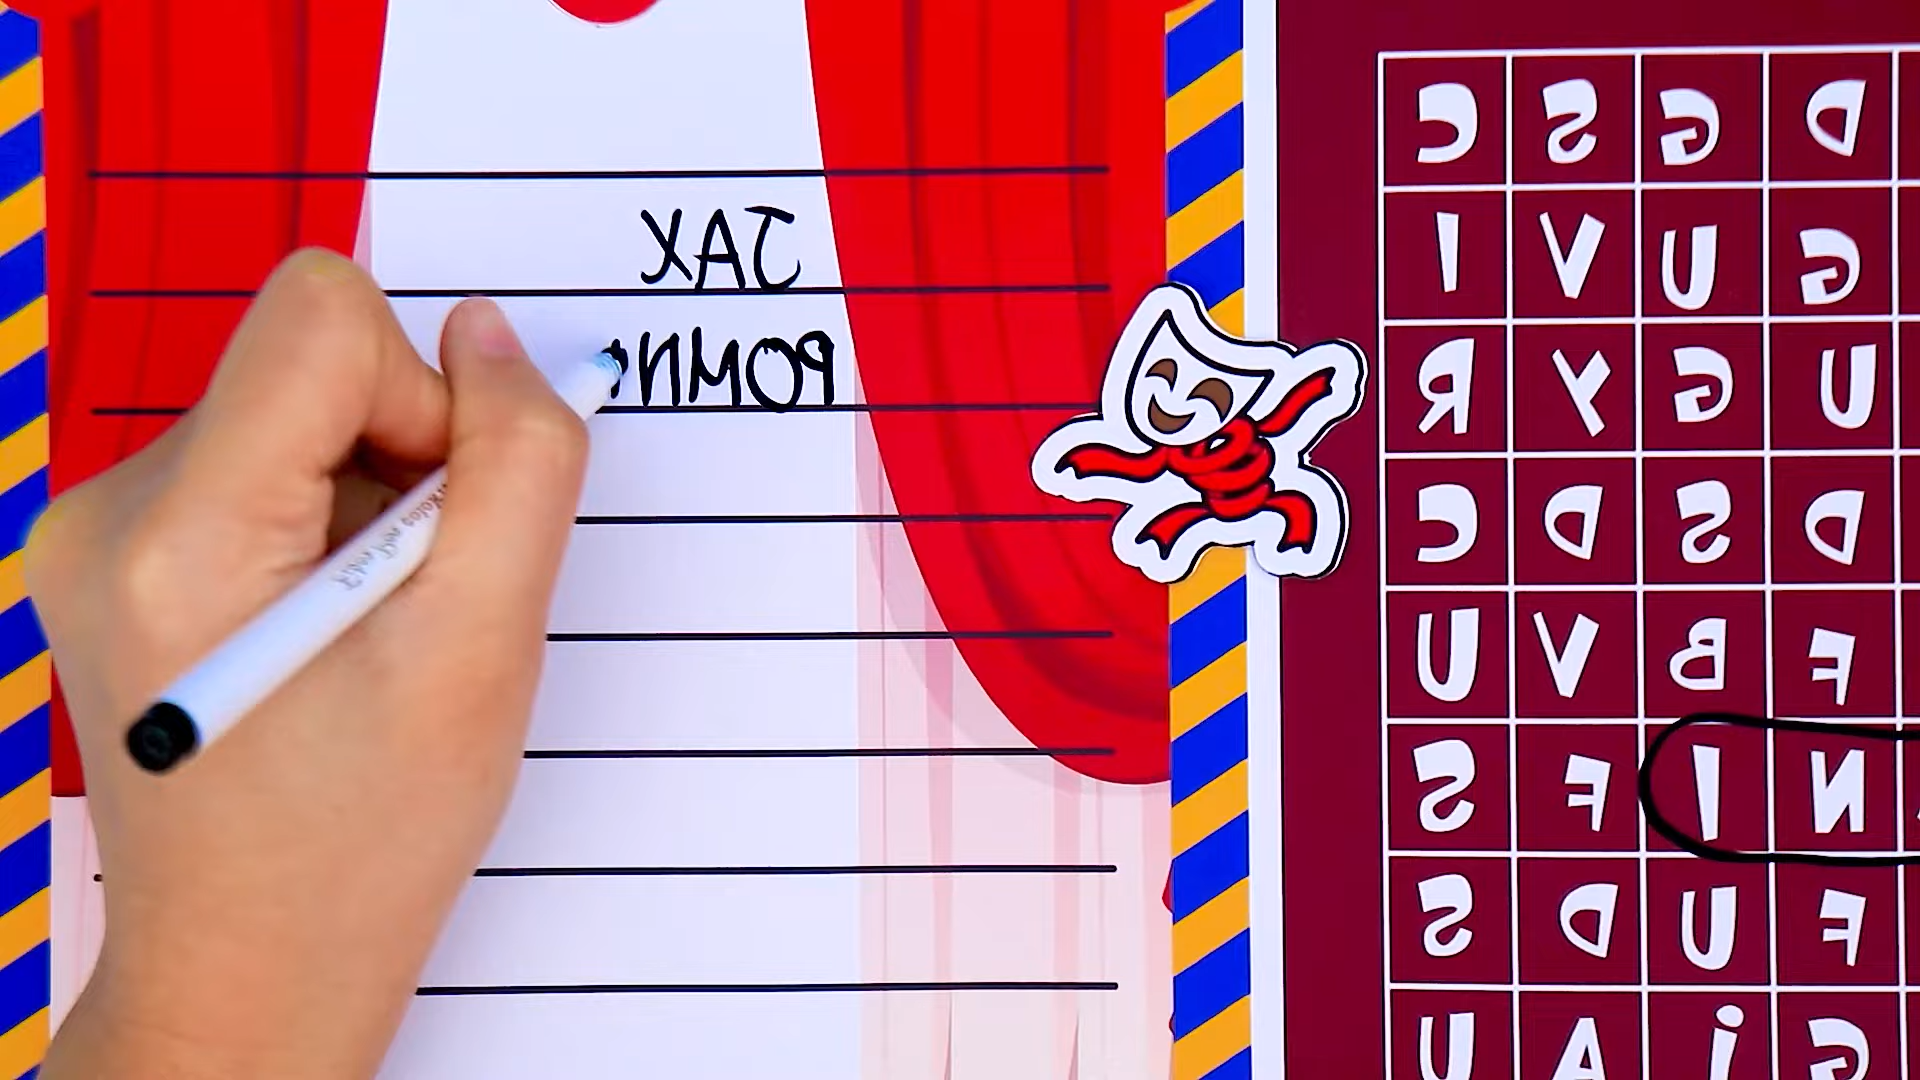 JAX
POMN
D G S C
G U V I
U G Y R
D S D C
F B V U
N I F S
F U D S
G i A U